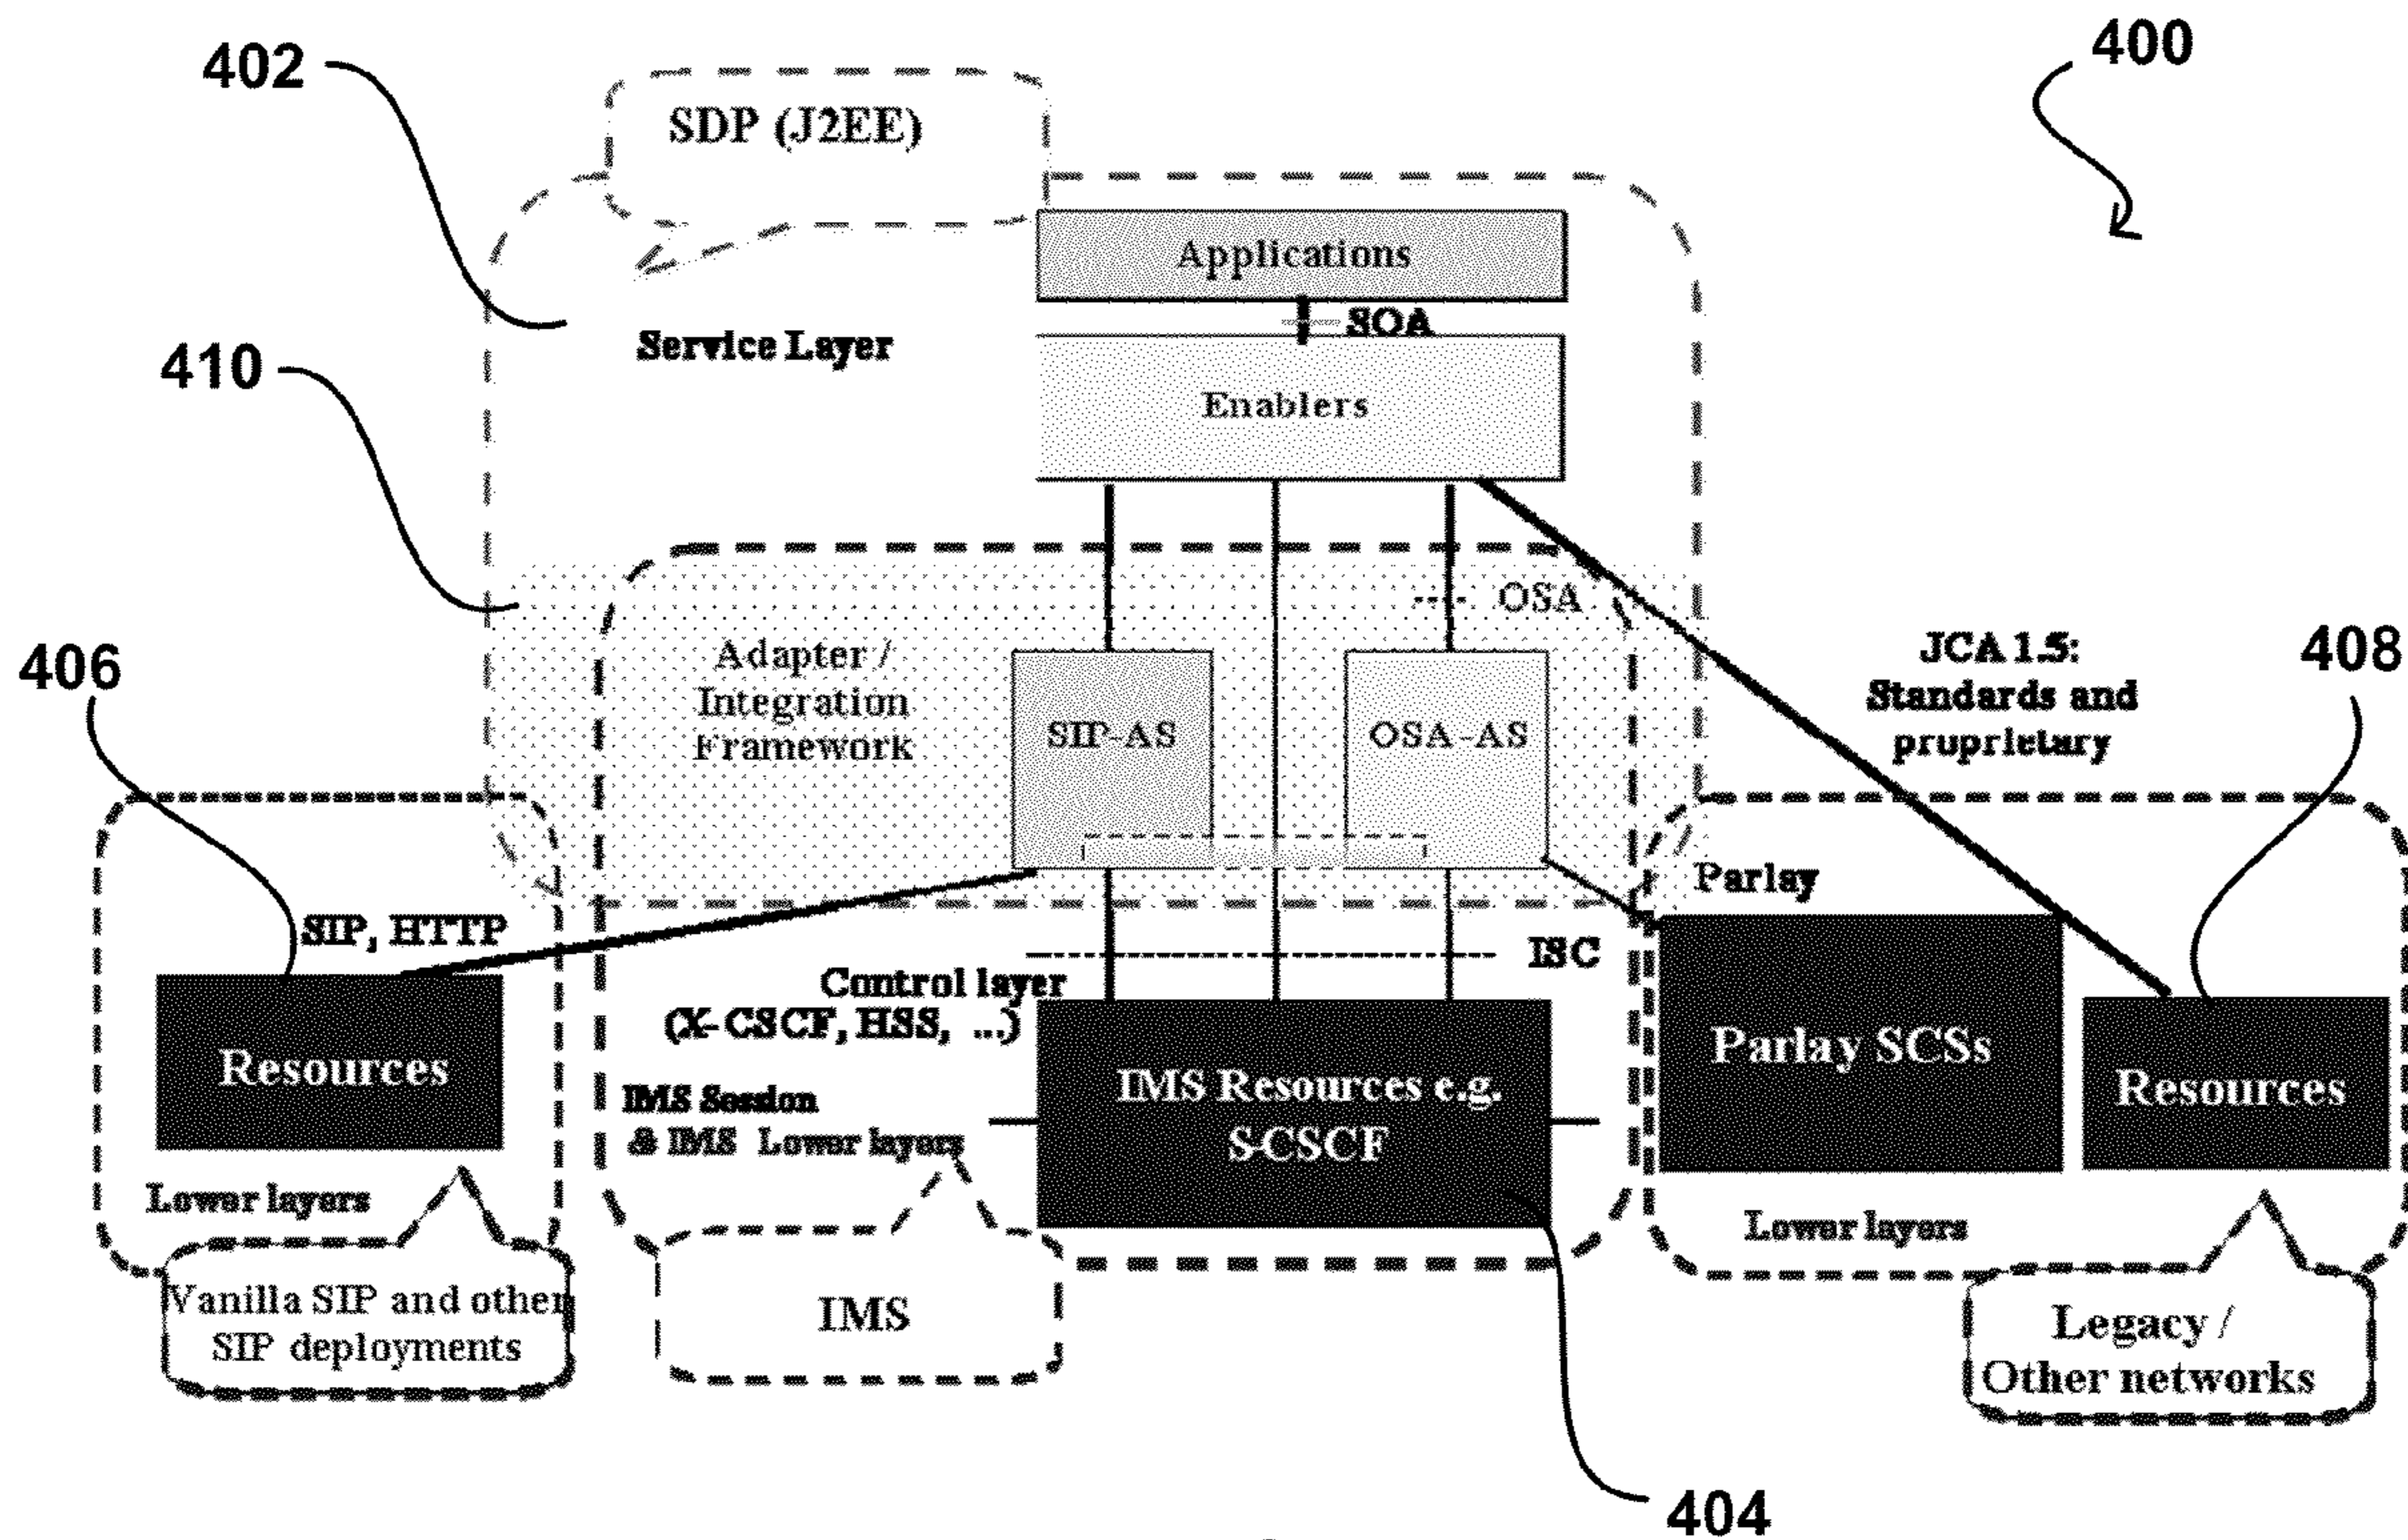 400
402
SDP (J2EE)
Applications
SOA
Service Layer
410
Enablers
OSA
Adapter /
Integration
Framework
SIP-AS
OSA-AS
JCA 1.5:
Standards and
pruprietary
406
408
Parlay
SIP, HTTP
ISC
Control layer
(X-CSCF, HSS, ...)
Resources
IMS Session
& IMS Lower layers
IMS Resources e.g.
S-CSCF
Parlay SCSs
Resources
Lower layers
Lower layers
Vanilla SIP and other
SIP deployments
IMS
Legacy /
Other networks
404